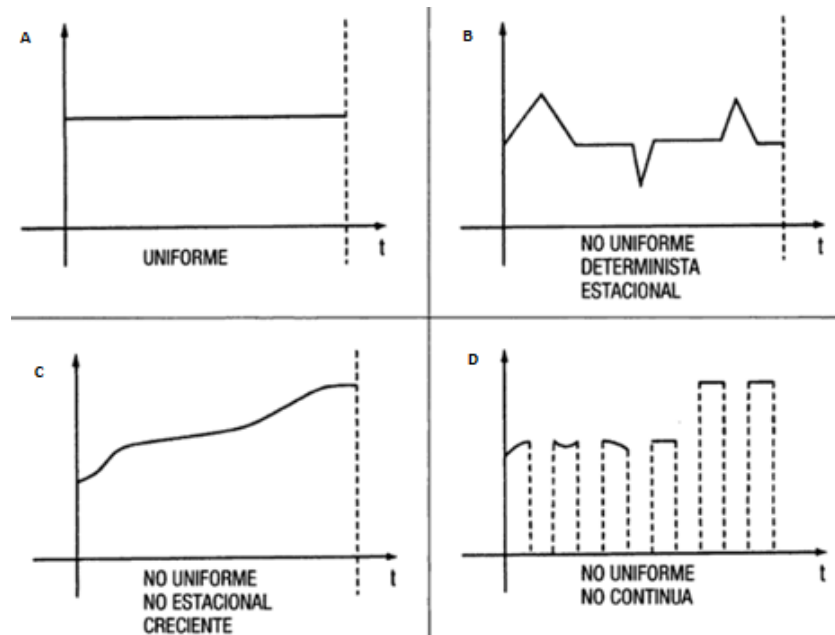 A
t
UNIFORME
B
t
NO UNIFORME
DETERMINISTA
ESTACIONAL
C
t
NO UNIFORME
NO ESTACIONAL
CRECIENTE
D
t
NO UNIFORME
NO CONTINUA